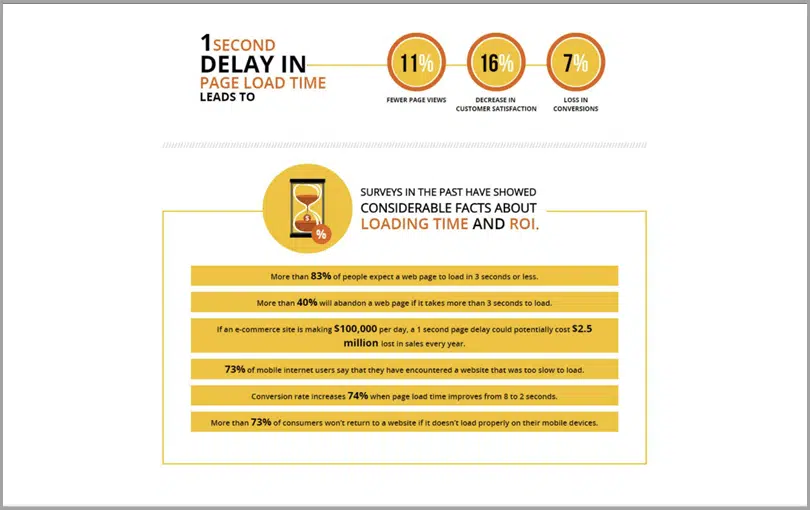 1SECOND
DELAY IN
PAGE LOAD TIME
LEADS TO
11%
FEWER PAGE VIEWS
16%
DECREASE IN
CUSTOMER SATISFACTION
7%
LOSS IN
CONVERSIONS
SURVEYS IN THE PAST HAVE SHOWED
CONSIDERABLE FACTS ABOUT
LOADING TIME AND ROI.
$
%
More than 83% of people expect a web page to load in 3 seconds or less.
More than 40% will abandon a web page if it takes more than 3 seconds to load.
If an e-commerce site is making $100,000 per day, a 1 second page delay could potentially cost $2.5
million lost in sales every year.
73% of mobile internet users say that they have encountered a website that was too slow to load.
Conversion rate increases 74% when page load time improves from 8 to 2 seconds.
More than 73% of consumers won't return to a website if it doesn't load properly on their mobile devices.